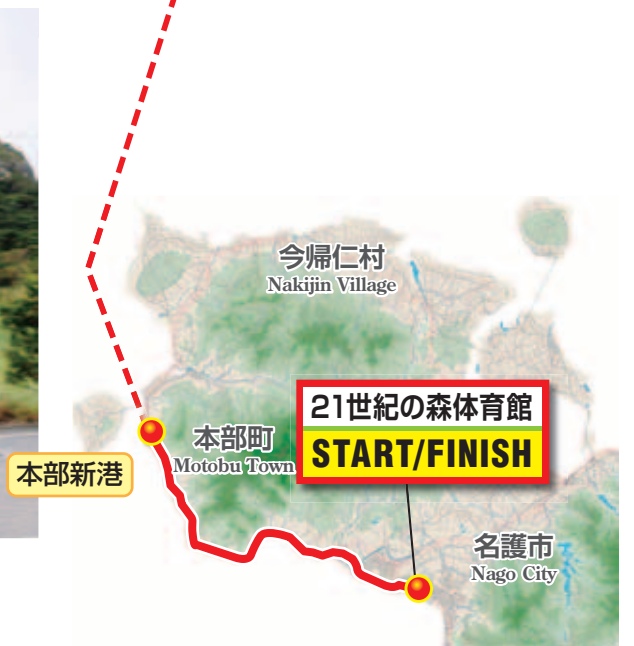 今帰仁村
Nakijin Village
21世紀の森体育館
START/FINISH
本部町
Motobu Town
本部新港
名護市
Nago City